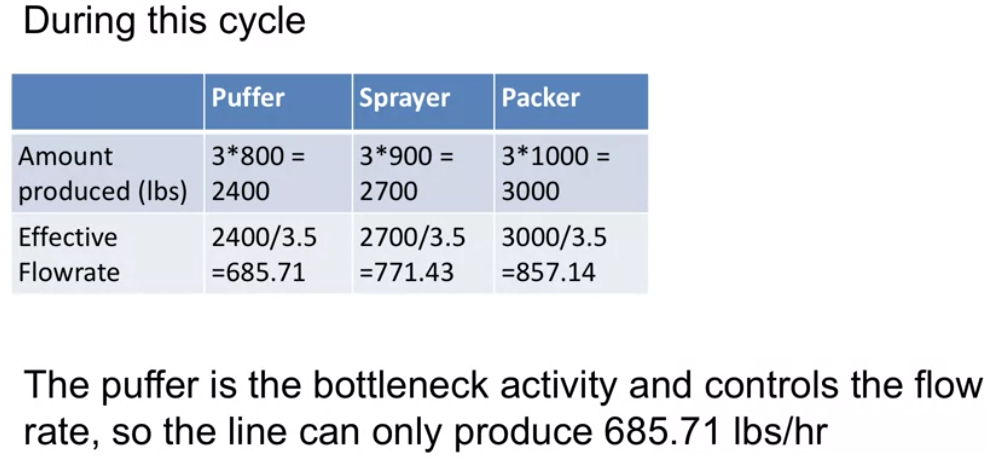 During this cycle
Puffer Sprayer Packer
Amount 3*800 = 3*900 = 3*1000 =
produced (lbs) 2400 2700 3000
Effective 2400/3.5 2700/3.5 3000/3.5
Flowrate =685.71 =771.43 =857.14
The puffer is the bottleneck activity and controls the flow
rate, so the line can only produce 685.71 lbs/hr